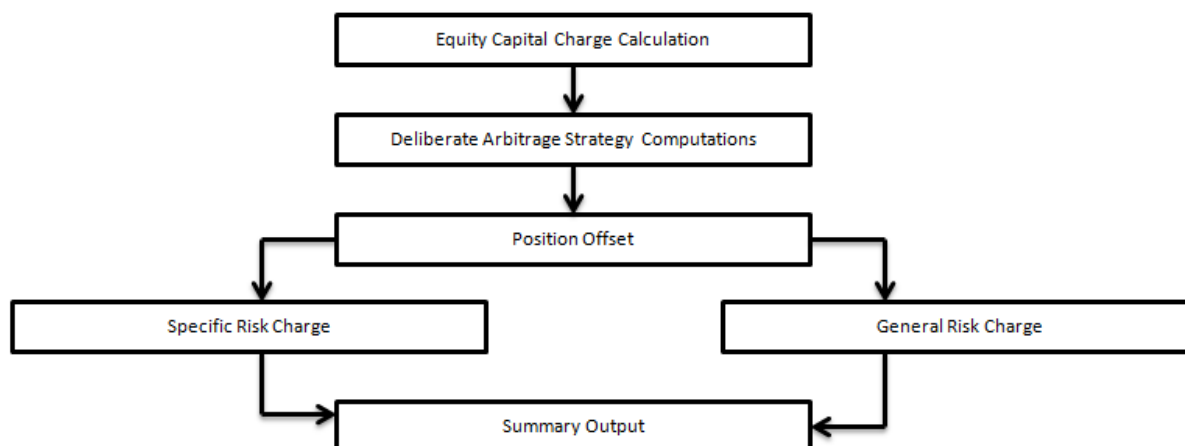 Equity Capital Charge Calculation
Deliberate Arbitrage Strategy Computations
Position Offset
Specific Risk Charge
General Risk Charge
Summary Output